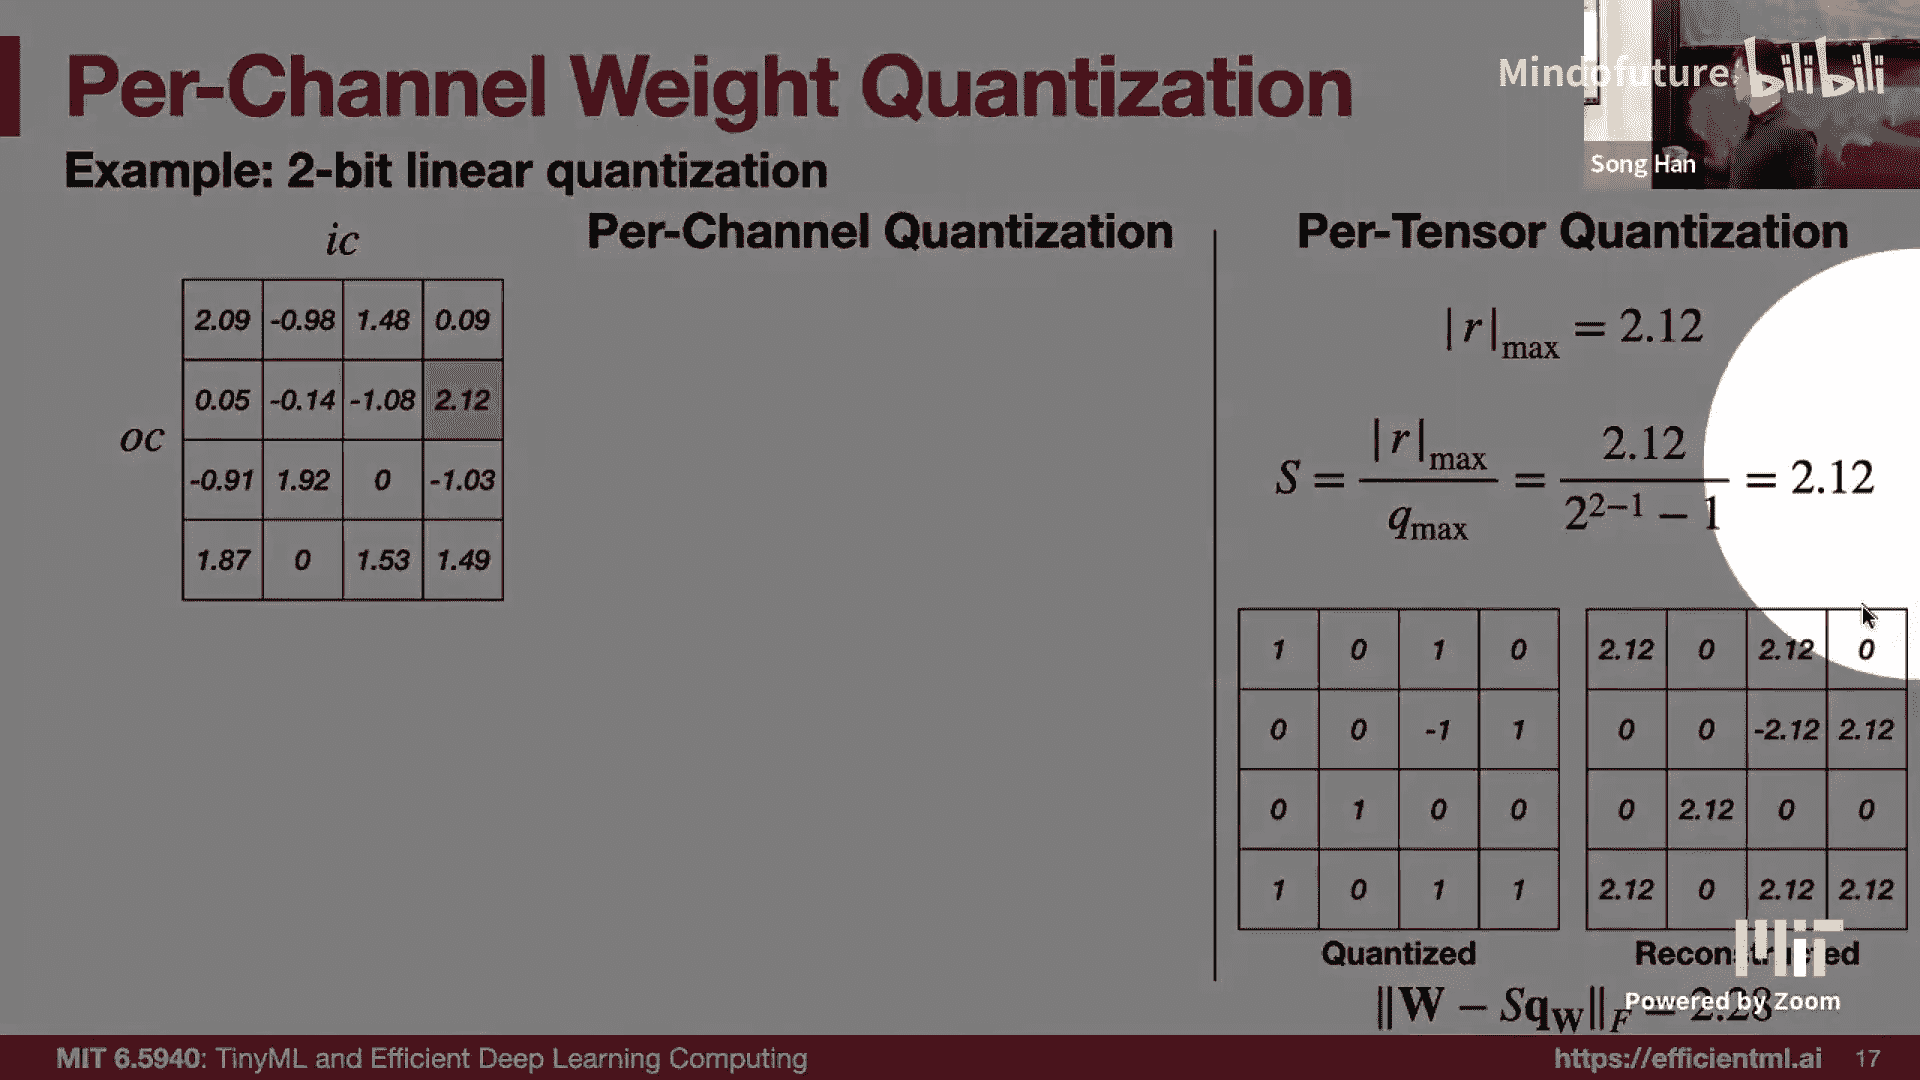 Per-Channel Weight Quantization
Mindofuture
bilibili
Song Han
Example: 2-bit linear quantization
ic
Per-Channel Quantization
Per-Tensor Quantization
oc
2.09 -0.98 1.48 0.09
0.05 -0.14 -1.08 2.12
-0.91 1.92 0 -1.03
1.87 0 1.53 1.49
|r|max = 2.12
S = |r|max / qmax = 2.12 / 2^{2−1} − 1 = 2.12
1 0 1 0
0 0 -1 1
0 1 0 0
1 0 1 1
Quantized
2.12 0 2.12 0
0 0 -2.12 2.12
0 2.12 0 0
2.12 0 2.12 2.12
Reconstructed
MIT
Powered by Zoom
‖W − SqW‖F = 2.28
MIT 6.5940: TinyML and Efficient Deep Learning Computing
https://efficientml.ai 17